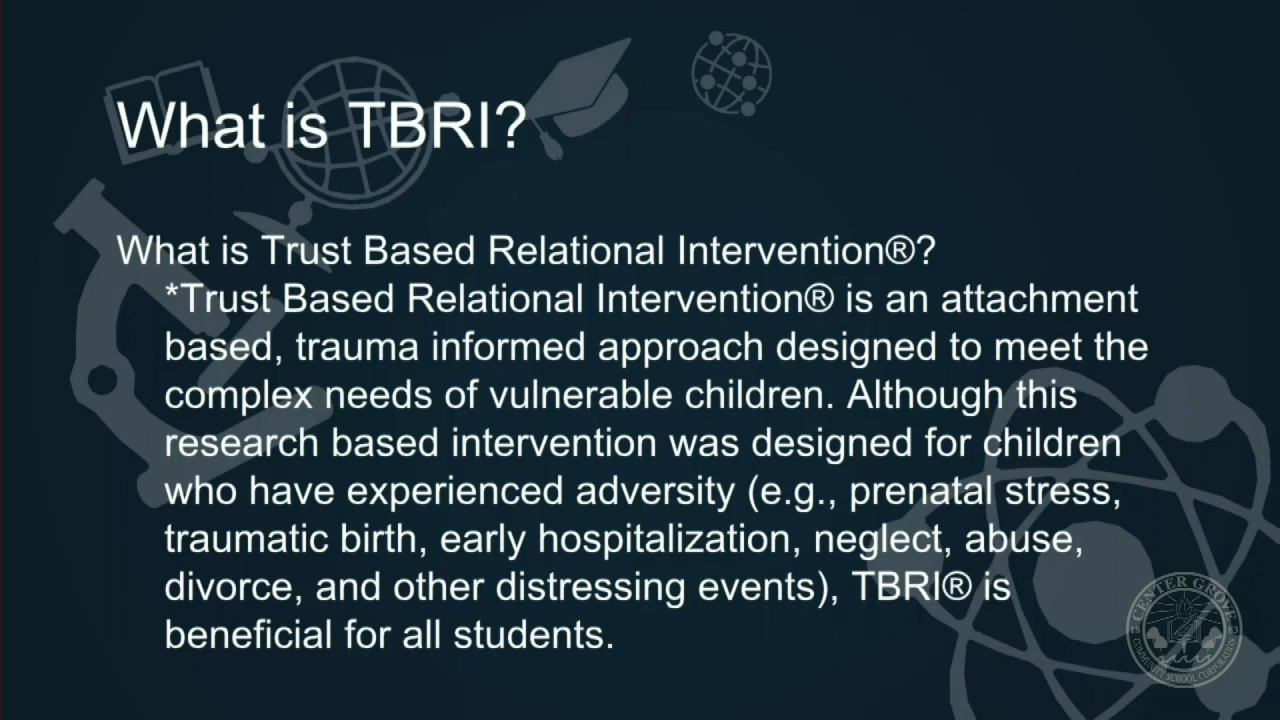 What is TBRI?
What is Trust Based Relational Intervention®?
*Trust Based Relational Intervention® is an attachment
based, trauma informed approach designed to meet the
complex needs of vulnerable children. Although this
research based intervention was designed for children
who have experienced adversity (e.g., prenatal stress,
traumatic birth, early hospitalization, neglect, abuse,
divorce, and other distressing events), TBRI® is
beneficial for all students.
CENTER GROVE
COMMUNITY SCHOOL CORPORATION